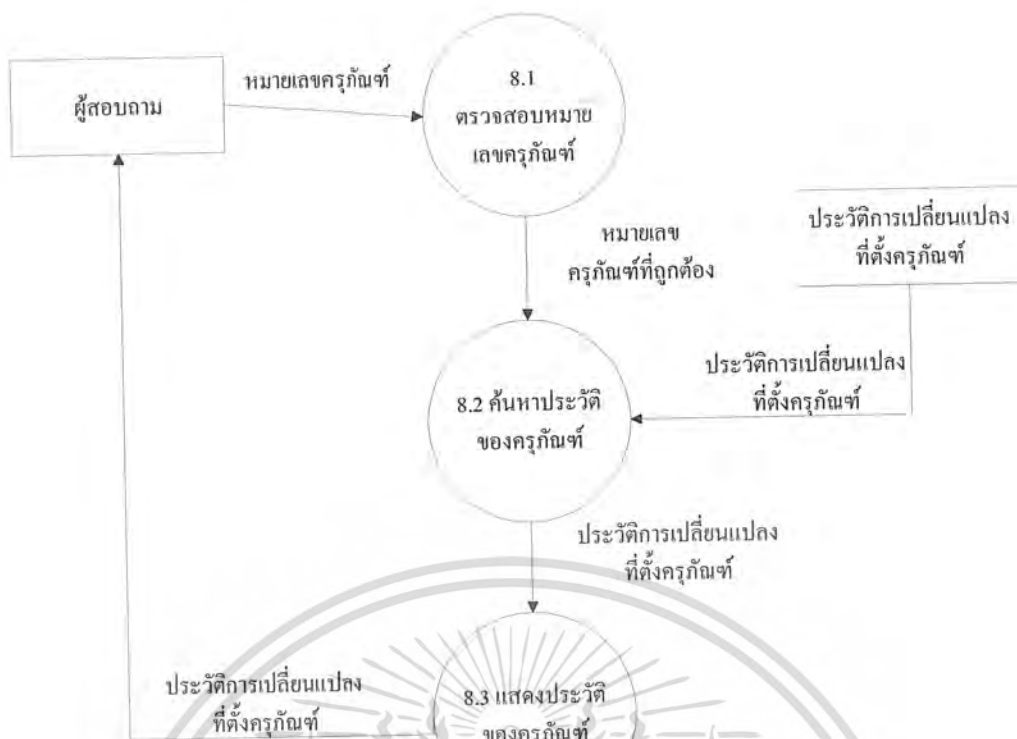 ผู้สอบถาม
หมายเลขครุภัณฑ์
8.1
ตรวจสอบหมาย
เลขครุภัณฑ์
หมายเลข
ครุภัณฑ์ที่ถูกต้อง
ประวัติการเปลี่ยนแปลง
ที่ตั้งครุภัณฑ์
ประวัติการเปลี่ยนแปลง
ที่ตั้งครุภัณฑ์
8.2 ค้นหาประวัติ
ของครุภัณฑ์
ประวัติการเปลี่ยนแปลง
ที่ตั้งครุภัณฑ์
ประวัติการเปลี่ยนแปลง
ที่ตั้งครุภัณฑ์
8.3 แสดงประวัติ
ของครุภัณฑ์